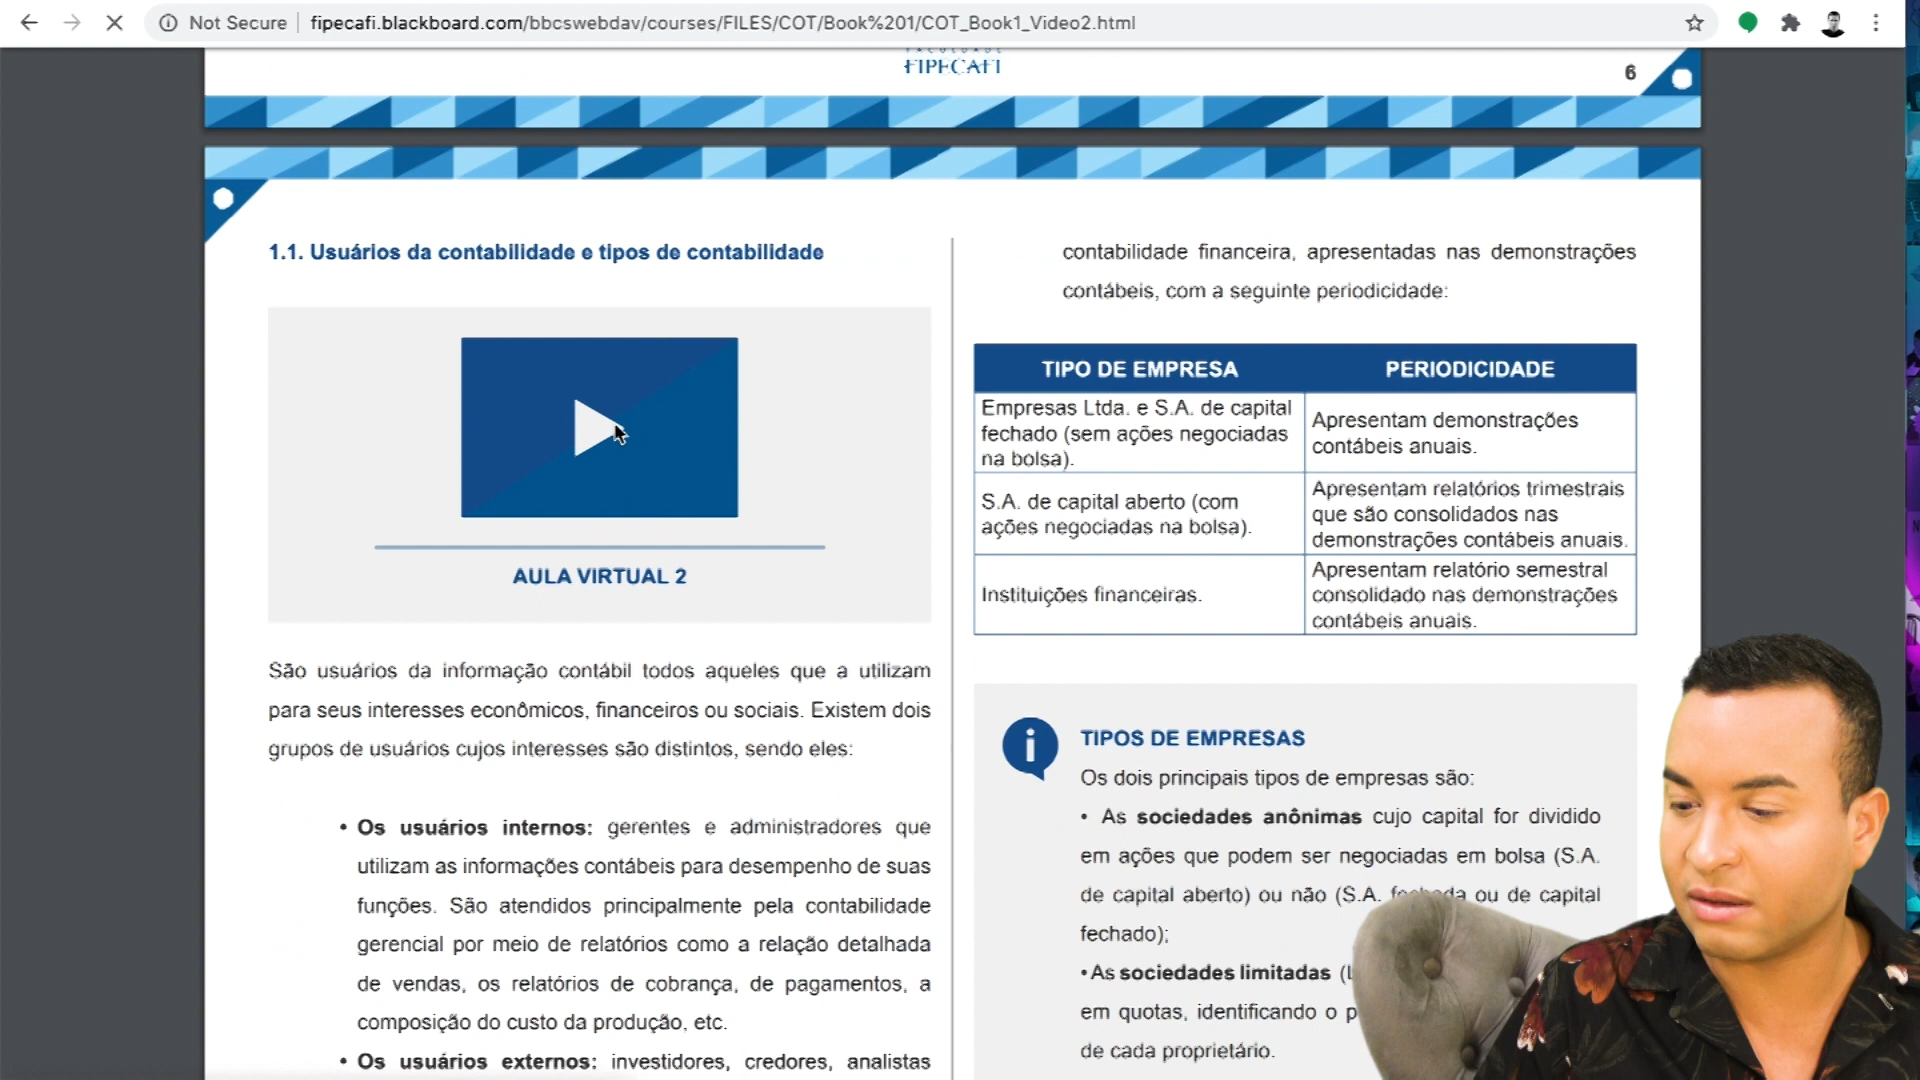 Not Secure
fipecafi.blackboard.com/bbcswebdav/courses/FILES/COT/Book%201/COT_Book1_Video2.html
FACULDADE
FIPECAFI
6
1.1. Usuários da contabilidade e tipos de contabilidade
AULA VIRTUAL 2
São usuários da informação contábil todos aqueles que a utilizam
para seus interesses econômicos, financeiros ou sociais. Existem dois
grupos de usuários cujos interesses são distintos, sendo eles:
• Os usuários internos: gerentes e administradores que
utilizam as informações contábeis para desempenho de suas
funções. São atendidos principalmente pela contabilidade
gerencial por meio de relatórios como a relação detalhada
de vendas, os relatórios de cobrança, de pagamentos, a
composição do custo da produção, etc.
• Os usuários externos: investidores, credores, analistas
contabilidade financeira, apresentadas nas demonstrações
contábeis, com a seguinte periodicidade:
TIPO DE EMPRESA
PERIODICIDADE
Empresas Ltda. e S.A. de capital
fechado (sem ações negociadas
na bolsa).
Apresentam demonstrações
contábeis anuais.
S.A. de capital aberto (com
ações negociadas na bolsa).
Apresentam relatórios trimestrais
que são consolidados nas
demonstrações contábeis anuais.
Instituições financeiras.
Apresentam relatório semestral
consolidado nas demonstrações
contábeis anuais.
i
TIPOS DE EMPRESAS
Os dois principais tipos de empresas são:
• As sociedades anônimas cujo capital for dividido
em ações que podem ser negociadas em bolsa (S.A.
de capital aberto) ou não (S.A. fechada ou de capital
fechado);
• As sociedades limitadas (
em quotas, identificando o
de cada proprietário.